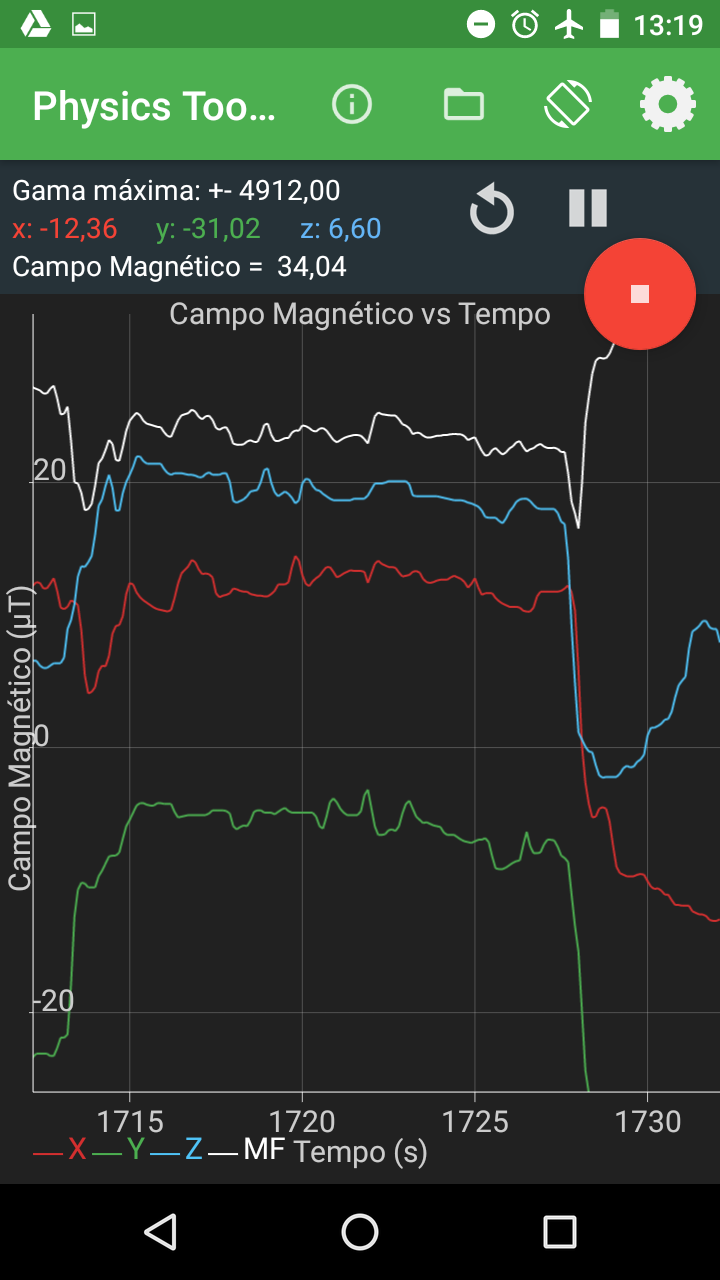 13:19
Physics Too...
Gama máxima: +- 4912,00
x: -12,36 y: -31,02 z: 6,60
Campo Magnético = 34,04
Campo Magnético vs Tempo
20
0
-20
Campo Magnético (µT)
1715 1720 1725 1730
X Y Z MF Tempo (s)